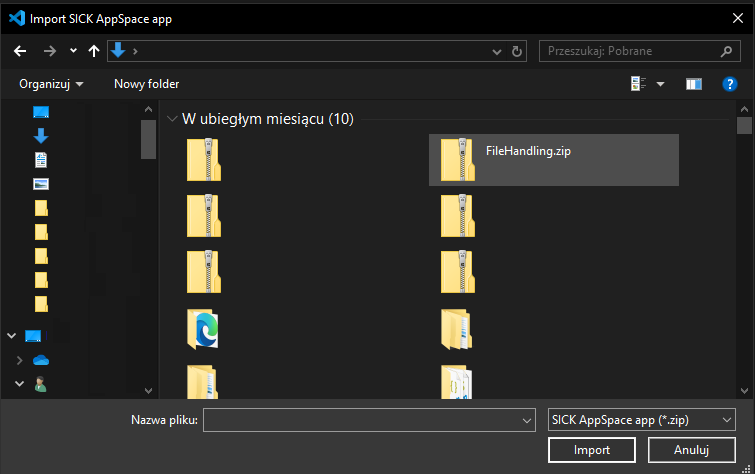 Import SICK AppSpace app
Przeszukaj: Pobrane
Organizuj
Nowy folder
W ubiegłym miesiącu (10)
FileHandling.zip
Nazwa pliku:
SICK AppSpace app (*.zip)
Import
Anuluj